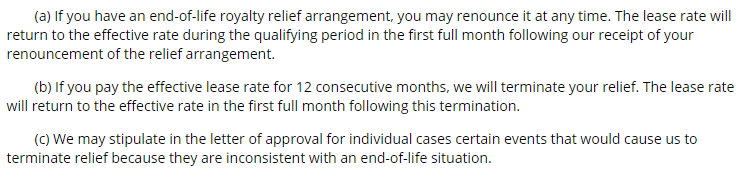 (a) If you have an end-of-life royalty relief arrangement, you may renounce it at any time. The lease rate will
return to the effective rate during the qualifying period in the first full month following our receipt of your
renouncement of the relief arrangement.
(b) If you pay the effective lease rate for 12 consecutive months, we will terminate your relief. The lease rate
will return to the effective rate in the first full month following this termination.
(c) We may stipulate in the letter of approval for individual cases certain events that would cause us to
terminate relief because they are inconsistent with an end-of-life situation.